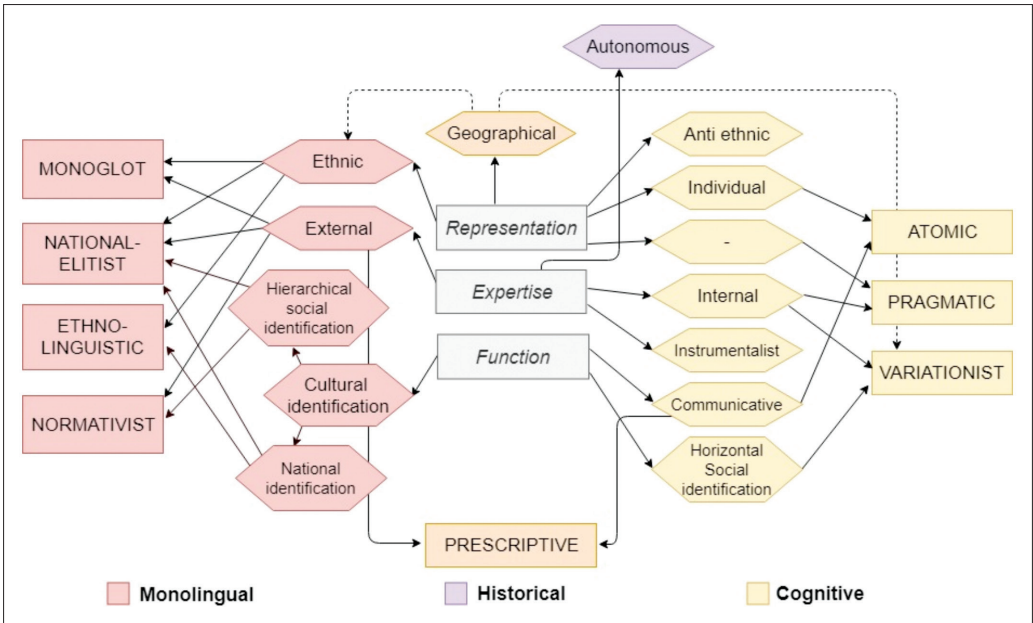 Autonomous
Geographical
Anti ethnic
MONOGLOT
Ethnic
Individual
Representation
NATIONAL-
ELITIST
External
-
ATOMIC
Hierarchical
social
identification
Expertise
Internal
PRAGMATIC
ETHNO-
LINGUISTIC
Function
Instrumentalist
VARIATIONIST
Cultural
identification
Communicative
NORMATIVIST
National
identification
Horizontal
Social
identification
PRESCRIPTIVE
Monolingual
Historical
Cognitive